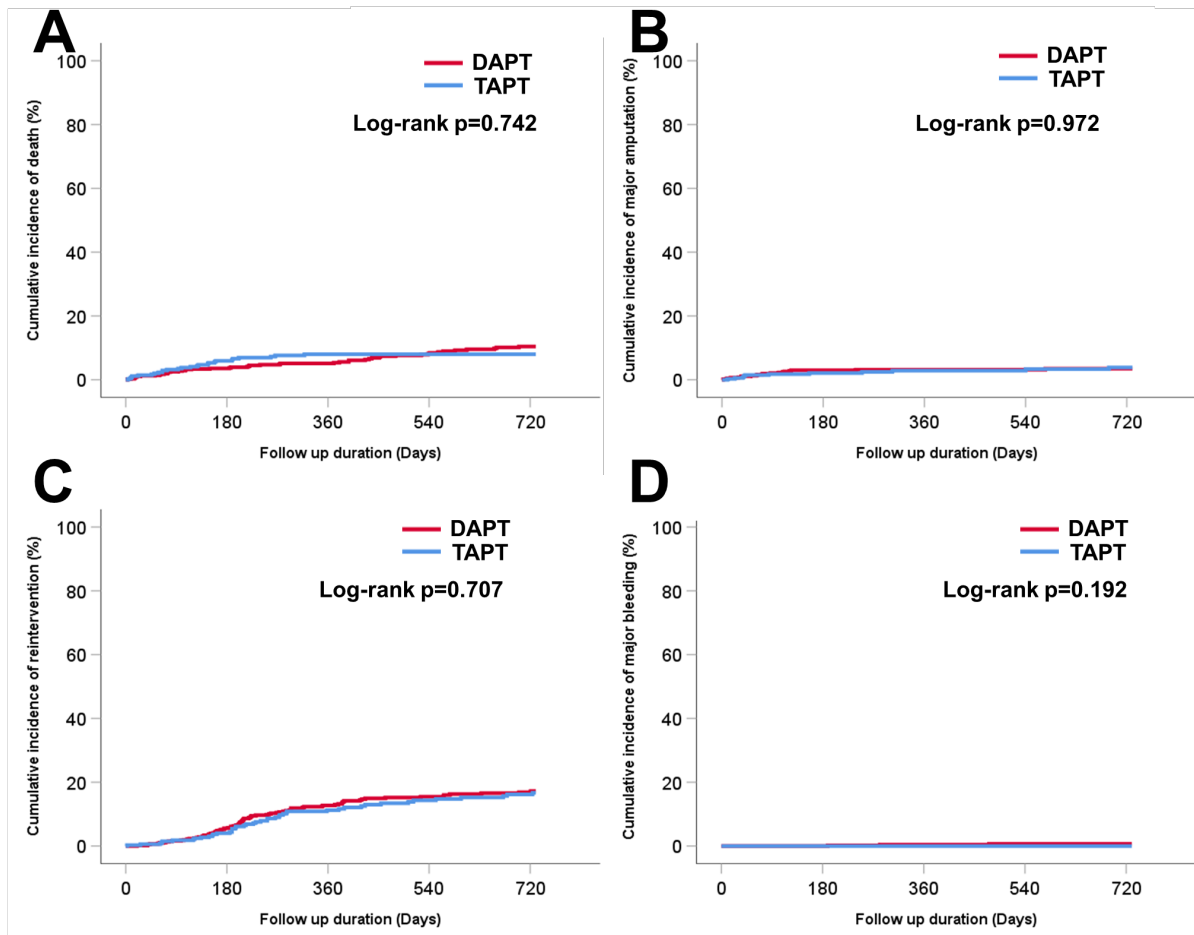 A
Cumulative incidence of death (%)
100
80
60
40
20
0
DAPT
TAPT
Log-rank p=0.742
0 180 360 540 720
Follow up duration (Days)
B
Cumulative incidence of major amputation (%)
100
80
60
40
20
0
DAPT
TAPT
Log-rank p=0.972
0 180 360 540 720
Follow up duration (Days)
C
Cumulative incidence of reintervention (%)
100
80
60
40
20
0
DAPT
TAPT
Log-rank p=0.707
0 180 360 540 720
Follow up duration (Days)
D
Cumulative incidence of major bleeding (%)
100
80
60
40
20
0
DAPT
TAPT
Log-rank p=0.192
0 180 360 540 720
Follow up duration (Days)